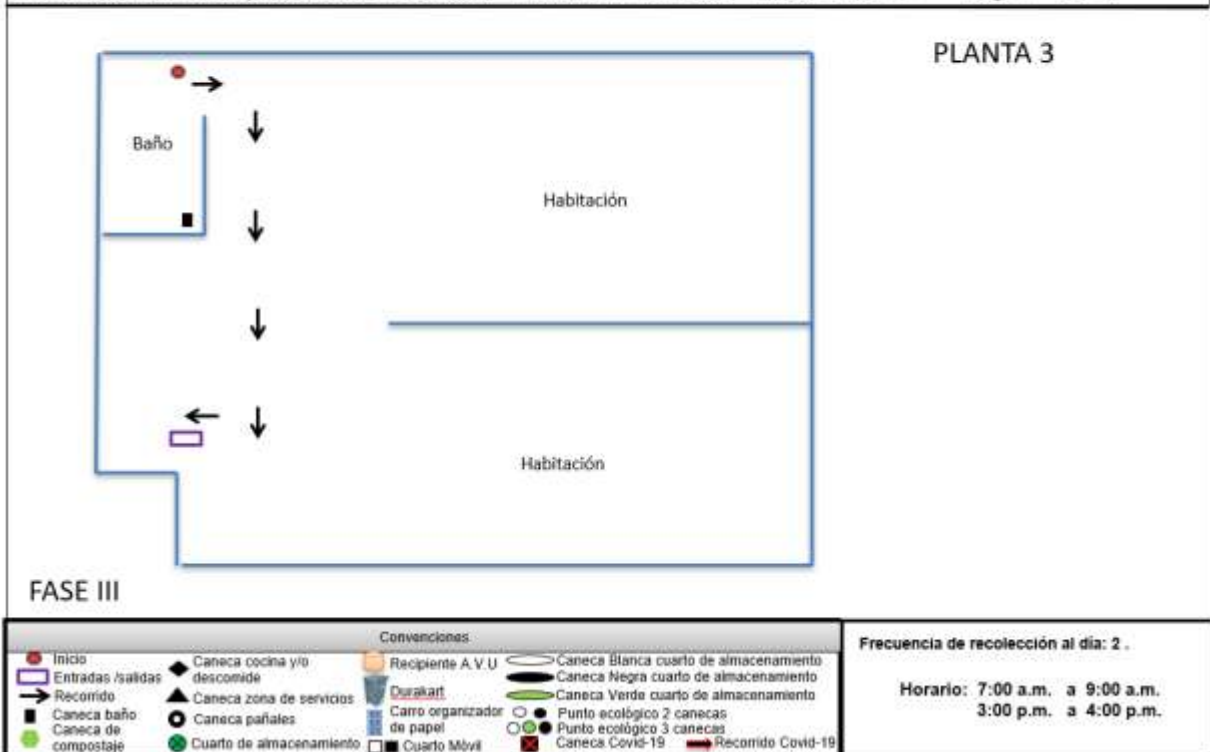 PLANTA 3
Baño
Habitación
Habitación
FASE III
Convenciones
Inicio
Entradas /salidas
Recorrido
Caneca baño
Caneca de
compostaje
Caneca cocina y/o
descomide
Caneca zona de servicios
Caneca pañales
Cuarto de almacenamiento
Recipiente A.V.U
Durakart
Carro organizador
de papel
Cuarto Móvil
Caneca Blanca cuarto de almacenamiento
Caneca Negra cuarto de almacenamiento
Caneca Verde cuarto de almacenamiento
Punto ecológico 2 canecas
Punto ecológico 3 canecas
Caneca Covid-19
Recorrido Covid-19
Frecuencia de recolección al día: 2 .
Horario: 7:00 a.m. a 9:00 a.m.
3:00 p.m. a 4:00 p.m.